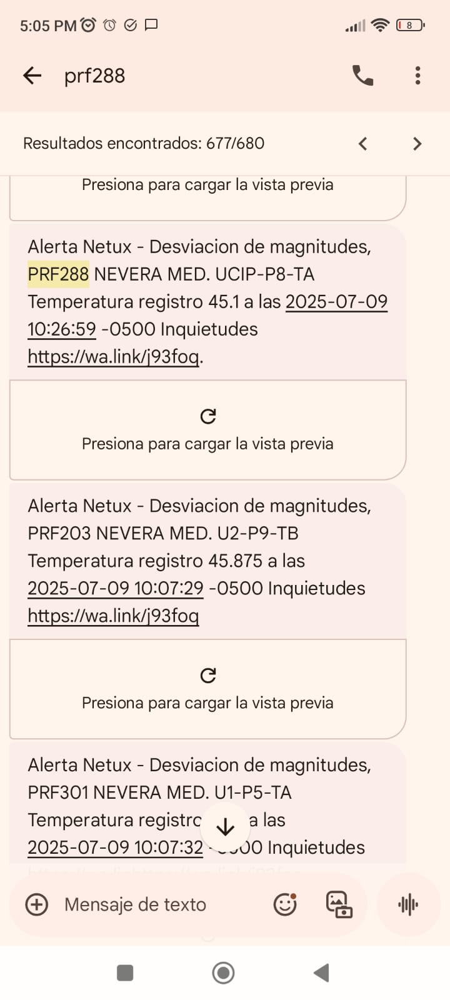 5:05 PM
8
prf288
Resultados encontrados: 677/680
Presiona para cargar la vista previa
Alerta Netux - Desviacion de magnitudes,
PRF288 NEVERA MED. UCIP-P8-TA
Temperatura registro 45.1 a las 2025-07-09
10:26:59 -0500 Inquietudes
https://wa.link/j93foq.
Presiona para cargar la vista previa
Alerta Netux - Desviacion de magnitudes,
PRF203 NEVERA MED. U2-P9-TB
Temperatura registro 45.875 a las
2025-07-09 10:07:29 -0500 Inquietudes
https://wa.link/j93foq
Presiona para cargar la vista previa
Alerta Netux - Desviacion de magnitudes,
PRF301 NEVERA MED. U1-P5-TA
Temperatura a las
2025-07-09 10:07:32 Inquietudes
Mensaje de texto